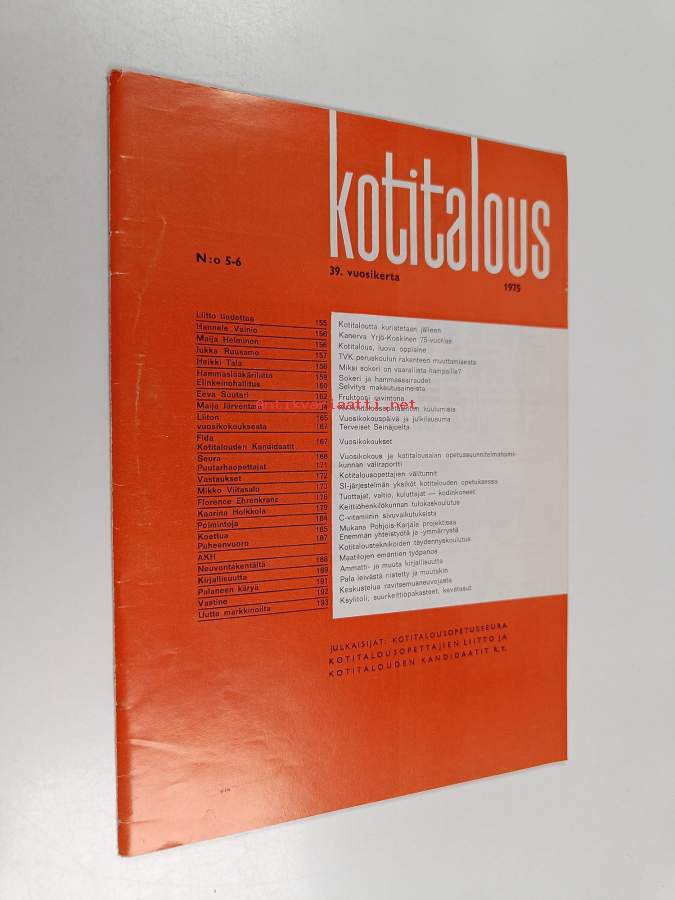 kotitalous
N:o 5-6
39. vuosikerta
1975
Liitto tiedottaa 155
Hannele Vainio 156
Maija Helminen 156
Jukka Ruusamo 157
Heikki Tala 158
Hammaslääkäriliitto 159
Elinkeinohallitus 160
Eeva Suutari 162
Maija Järventaus
Liiton 165
vuosikokouksesta 167
Fida
Kotitalouden Kandidaatit 167
Seura 168
Puutarhaopettajat 171
Vastaukset 172
Mikko Viitasalo 173
Florence Ehrenkranz 176
Kaarina Holkkola 179
Poimintoja 184
Koettua 185
Puheenvuoro 187
AKH
Neuvontakentältä 188
Kirjallisuutta 189
Palaneen käryä 191
Vastine 192
Uutta markkinoilta 193
Kotitaloutta kuristetaan jälleen
Kanerva Yrjö-Koskinen 75-vuotias
Kotitalous, luova oppiaine
TVK peruskoulun rakenteen muuttamisesta
Miksi sokeri on vaarallista hampaille?
Sokeri ja hammassairaudet
Selvitys makeutusaineista
Fruktoosi ravintona
kuulumisia
Vuosikokouspäivä ja julkilausuma
Terveiset Seinäjoelta
Vuosikokoukset
Vuosikokous ja kotitalousalan opetussuunnitelmatoimi-
kunnan väliraportti
Kotitalousopettajien välitunnit
SI-järjestelmän yksiköt kotitalouden opetuksessa
Tuottajat, valtio, kuluttajat — kodinkoneet
Keittiöhenkilökunnan tulokaskoulutus
C-vitamiinin sivuvaikutuksista
Mukana Pohjois-Karjala projektissa
Enemmän yhteistyötä ja -ymmärrystä
Kotitalousteknikoiden täydennyskoulutus
Maatilojen emäntien työpanos
Ammatti- ja muuta kirjallisuutta
Pala leivästä riistetty ja muutakin
Keskustelua ravitsemusneuvojasta
Ksylitoli, suurkeittiöpakasteet, kevätasut
antikvariaatti.net
JULKAISIJAT: KOTITALOUSOPETUSSEURA
KOTITALOUSOPETTAJIEN LIITTO JA
KOTITALOUDEN KANDIDAATIT R.Y.